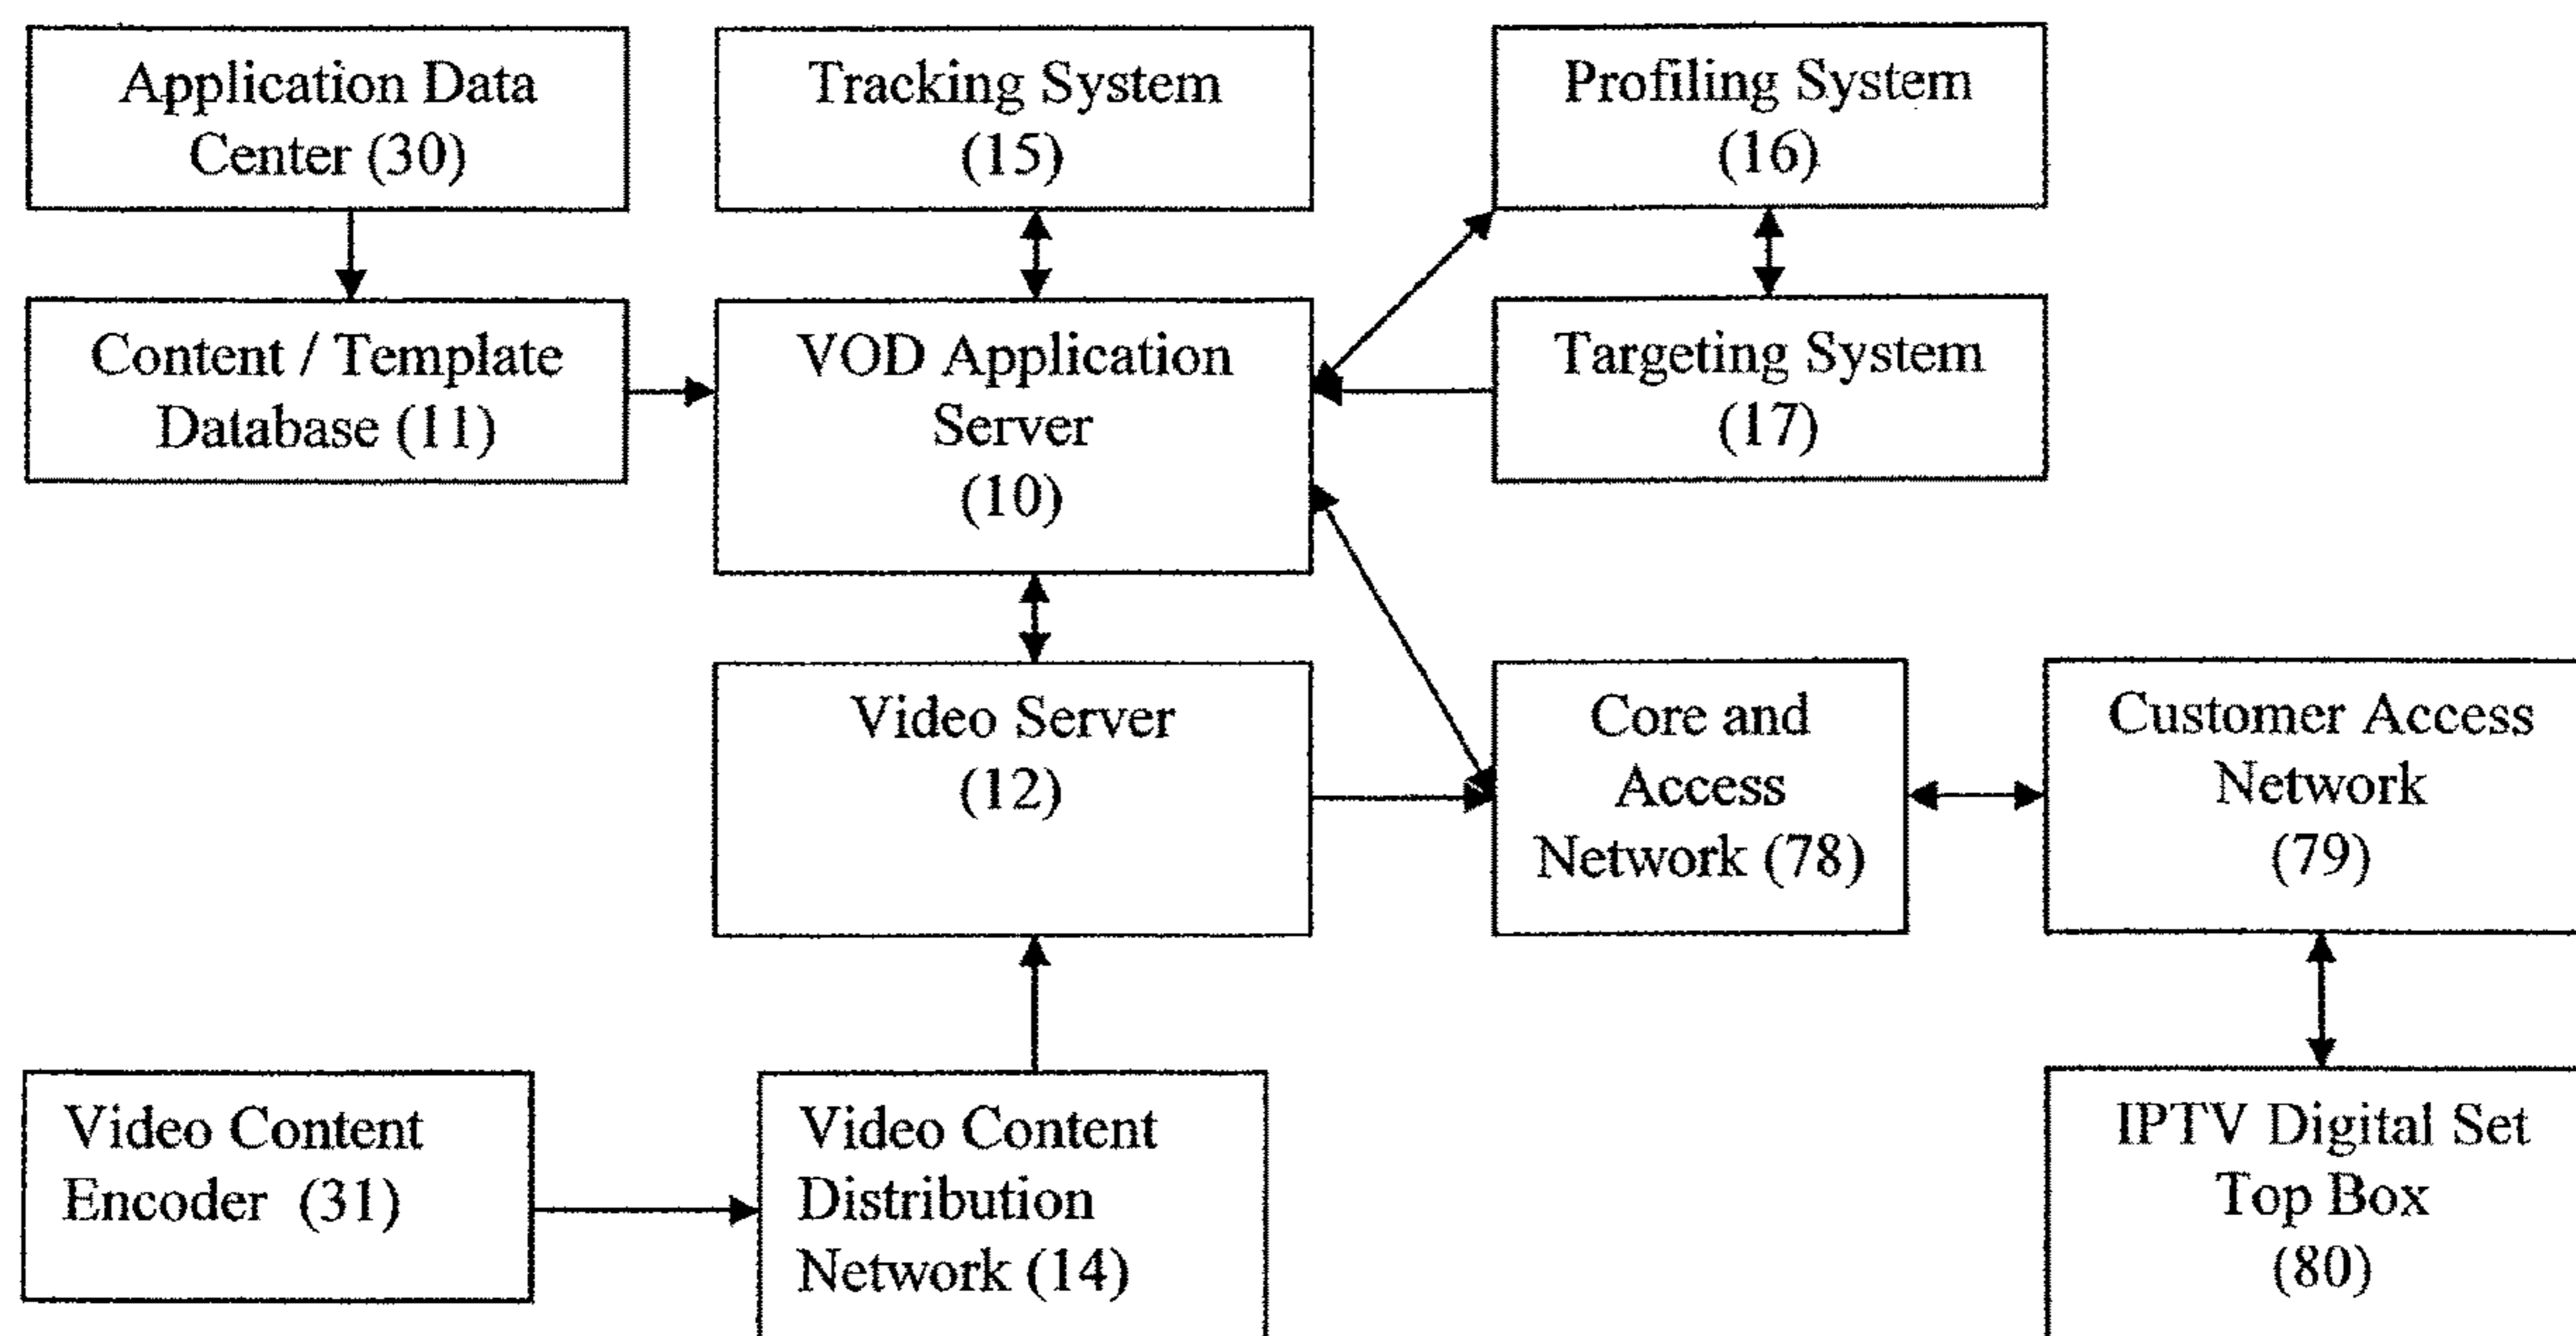 Application Data
Center (30)
Tracking System
(15)
Profiling System
(16)
Content / Template
Database (11)
VOD Application
Server
(10)
Targeting System
(17)
Video Server
(12)
Core and
Access
Network (78)
Customer Access
Network
(79)
Video Content
Encoder (31)
Video Content
Distribution
Network (14)
IPTV Digital Set
Top Box
(80)